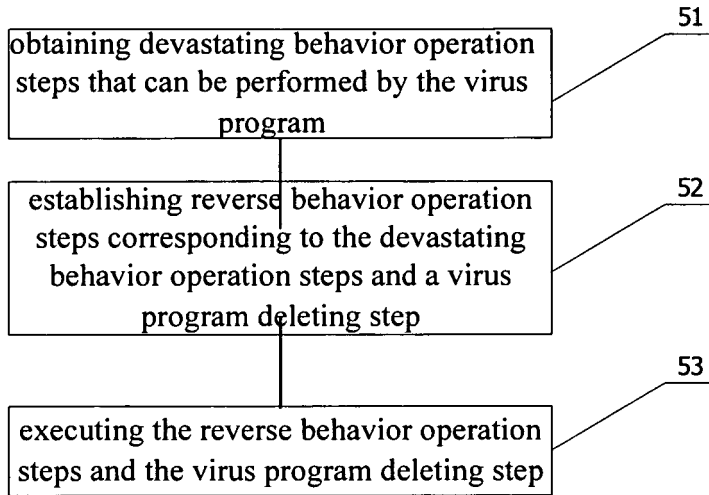 51
obtaining devastating behavior operation
steps that can be performed by the virus
program
52
establishing reverse behavior operation
steps corresponding to the devastating
behavior operation steps and a virus
program deleting step
53
executing the reverse behavior operation
steps and the virus program deleting step